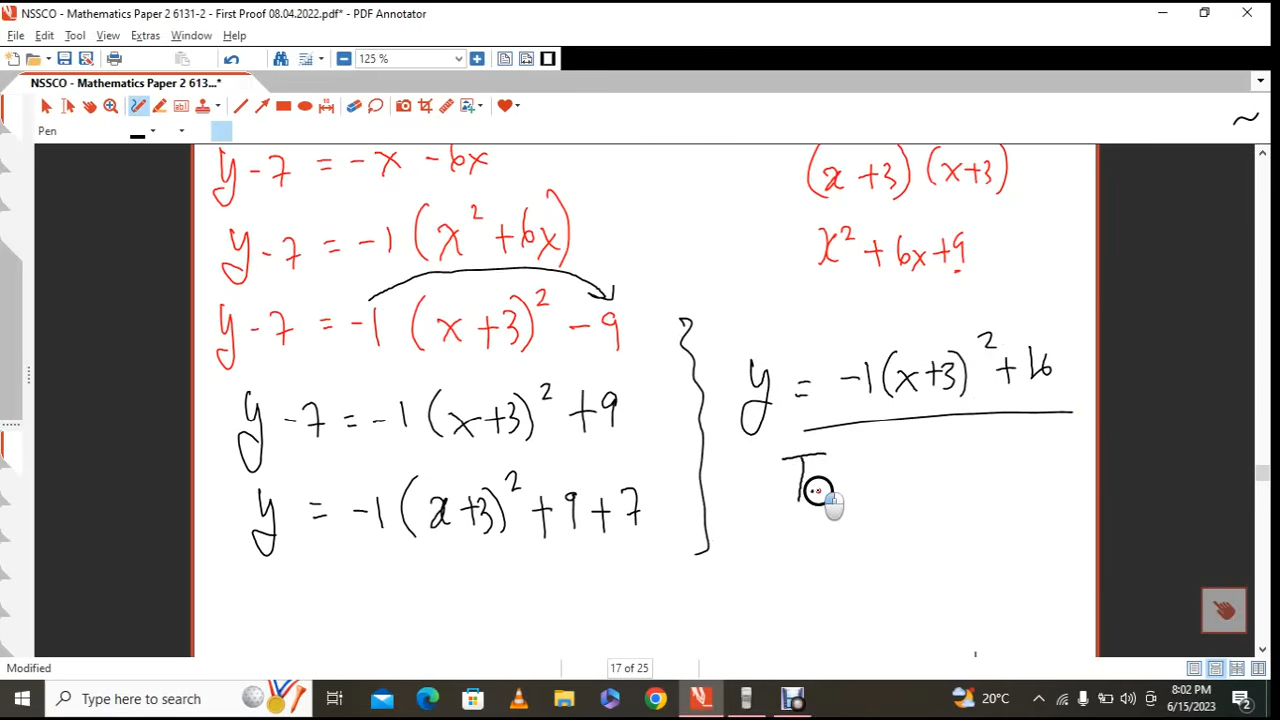 NSSCO - Mathematics Paper 2 6131-2 - First Proof 08.04.2022.pdf* - PDF Annotator
File Edit Tool View Extras Window Help
125 %
NSSCO - Mathematics Paper 2 613...*
Pen
y - 7 = - x - 6x
y - 7 = -1 (x² + 6x)
y - 7 = -1 (x + 3)² - 9
y - 7 = -1 (x+3)² + 9
y = -1 (x+3)² + 9 + 7
(x + 3) (x+3)
x² + 6x + 9
y = -1(x+3)² + 16
To
Modified
17 of 25
Type here to search
20°C
8:02 PM
6/15/2023
2